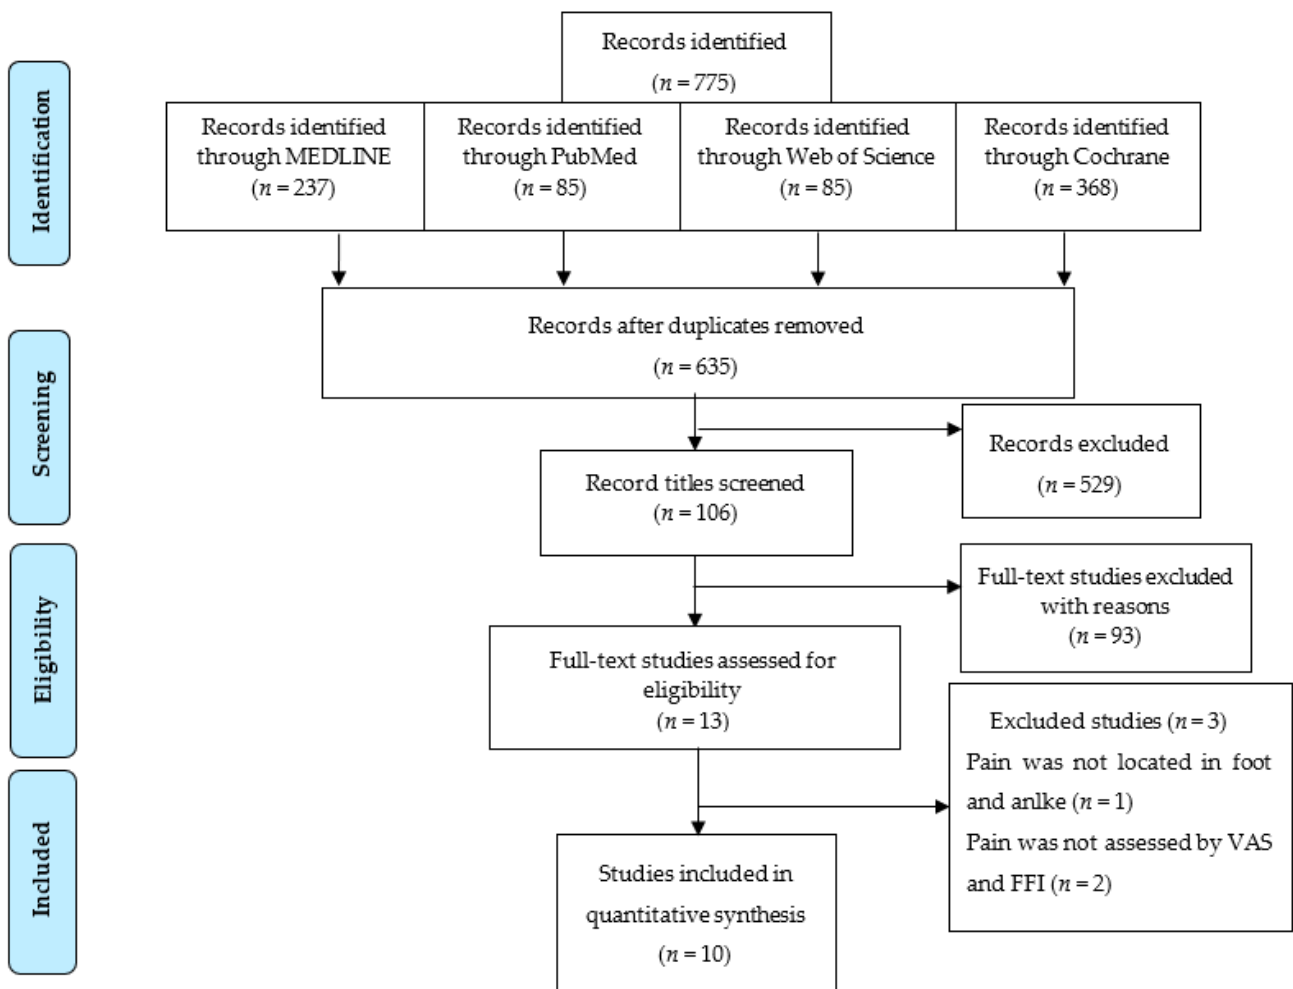 Records identified
(n = 775)
Identification
Records identified
through MEDLINE
(n = 237)
Records identified
through PubMed
(n = 85)
Records identified
through Web of Science
(n = 85)
Records identified
through Cochrane
(n = 368)
Records after duplicates removed
(n = 635)
Screening
Records excluded
(n = 529)
Record titles screened
(n = 106)
Eligibility
Full-text studies excluded
with reasons
(n = 93)
Full-text studies assessed for
eligibility
(n = 13)
Excluded studies (n = 3)
Pain was not located in foot
and anlke (n = 1)
Pain was not assessed by VAS
and FFI (n = 2)
Included
Studies included in
quantitative synthesis
(n = 10)